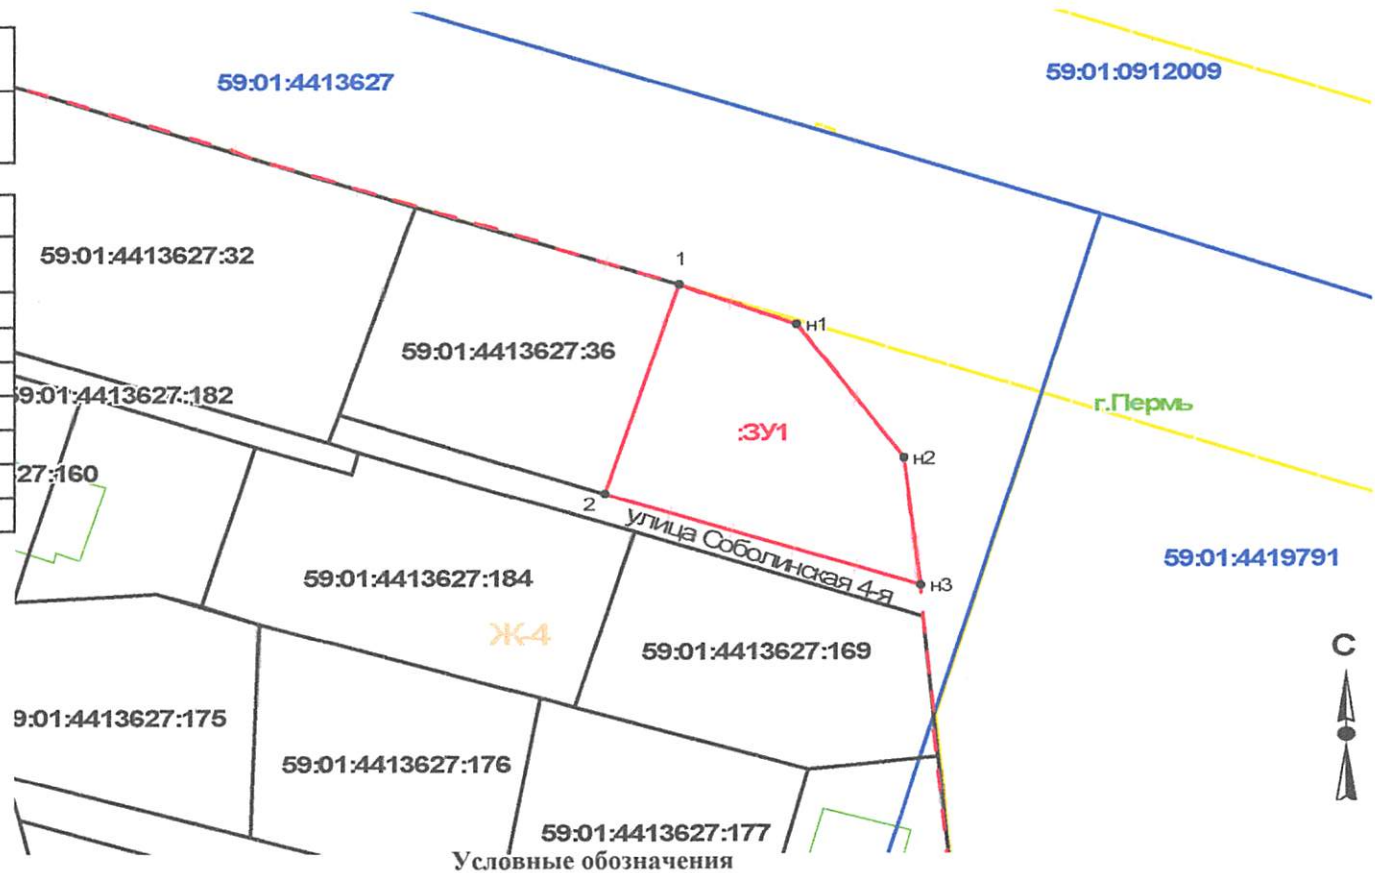 59:01:0912009
59:01:4413627
59:01:4413627:32
1
н1
59:01:4413627:36
9:01:4413627:182
г.Пермь
:ЗУ1
н2
27:160
2
улица Соболинская 4-я
59:01:4419791
59:01:4413627:184
н3
Ж-4
59:01:4413627:169
С
9:01:4413627:175
59:01:4413627:176
59:01:4413627:177
Условные обозначения